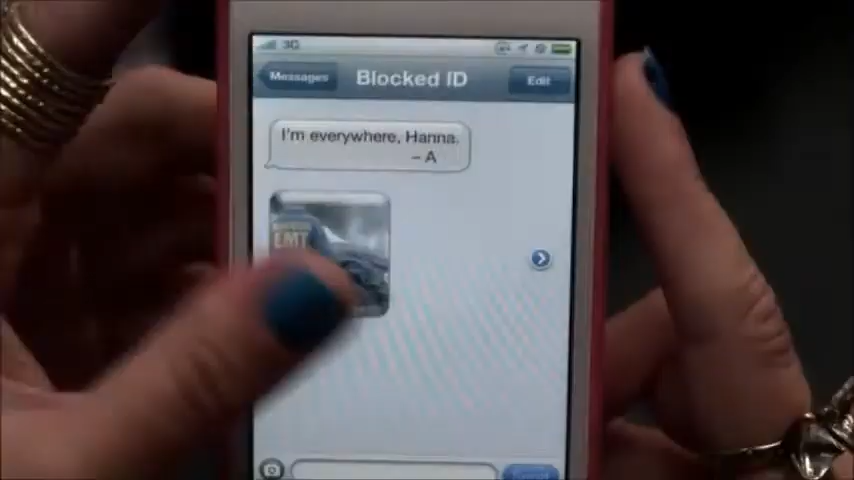 3G
Messages
Blocked ID
Edit
I'm everywhere, Hanna.
– A
EMT